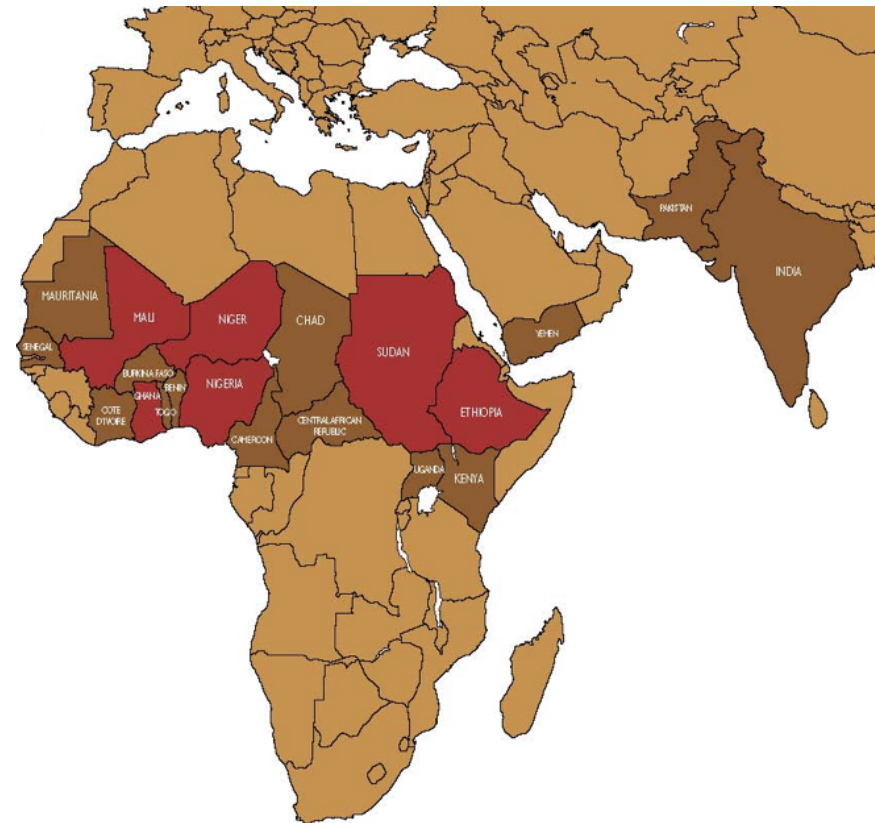 PAKISTAN
INDIA
MAURITANIA
MALI
NIGER
CHAD
YEMEN
SENEGAL
SUDAN
BURKINA FASO
NIGERIA
BENIN
GHANA
TOGO
ETHIOPIA
COTE
D'IVOIRE
CENTRAL AFRICAN
REPUBLIC
CAMEROON
UGANDA
KENYA